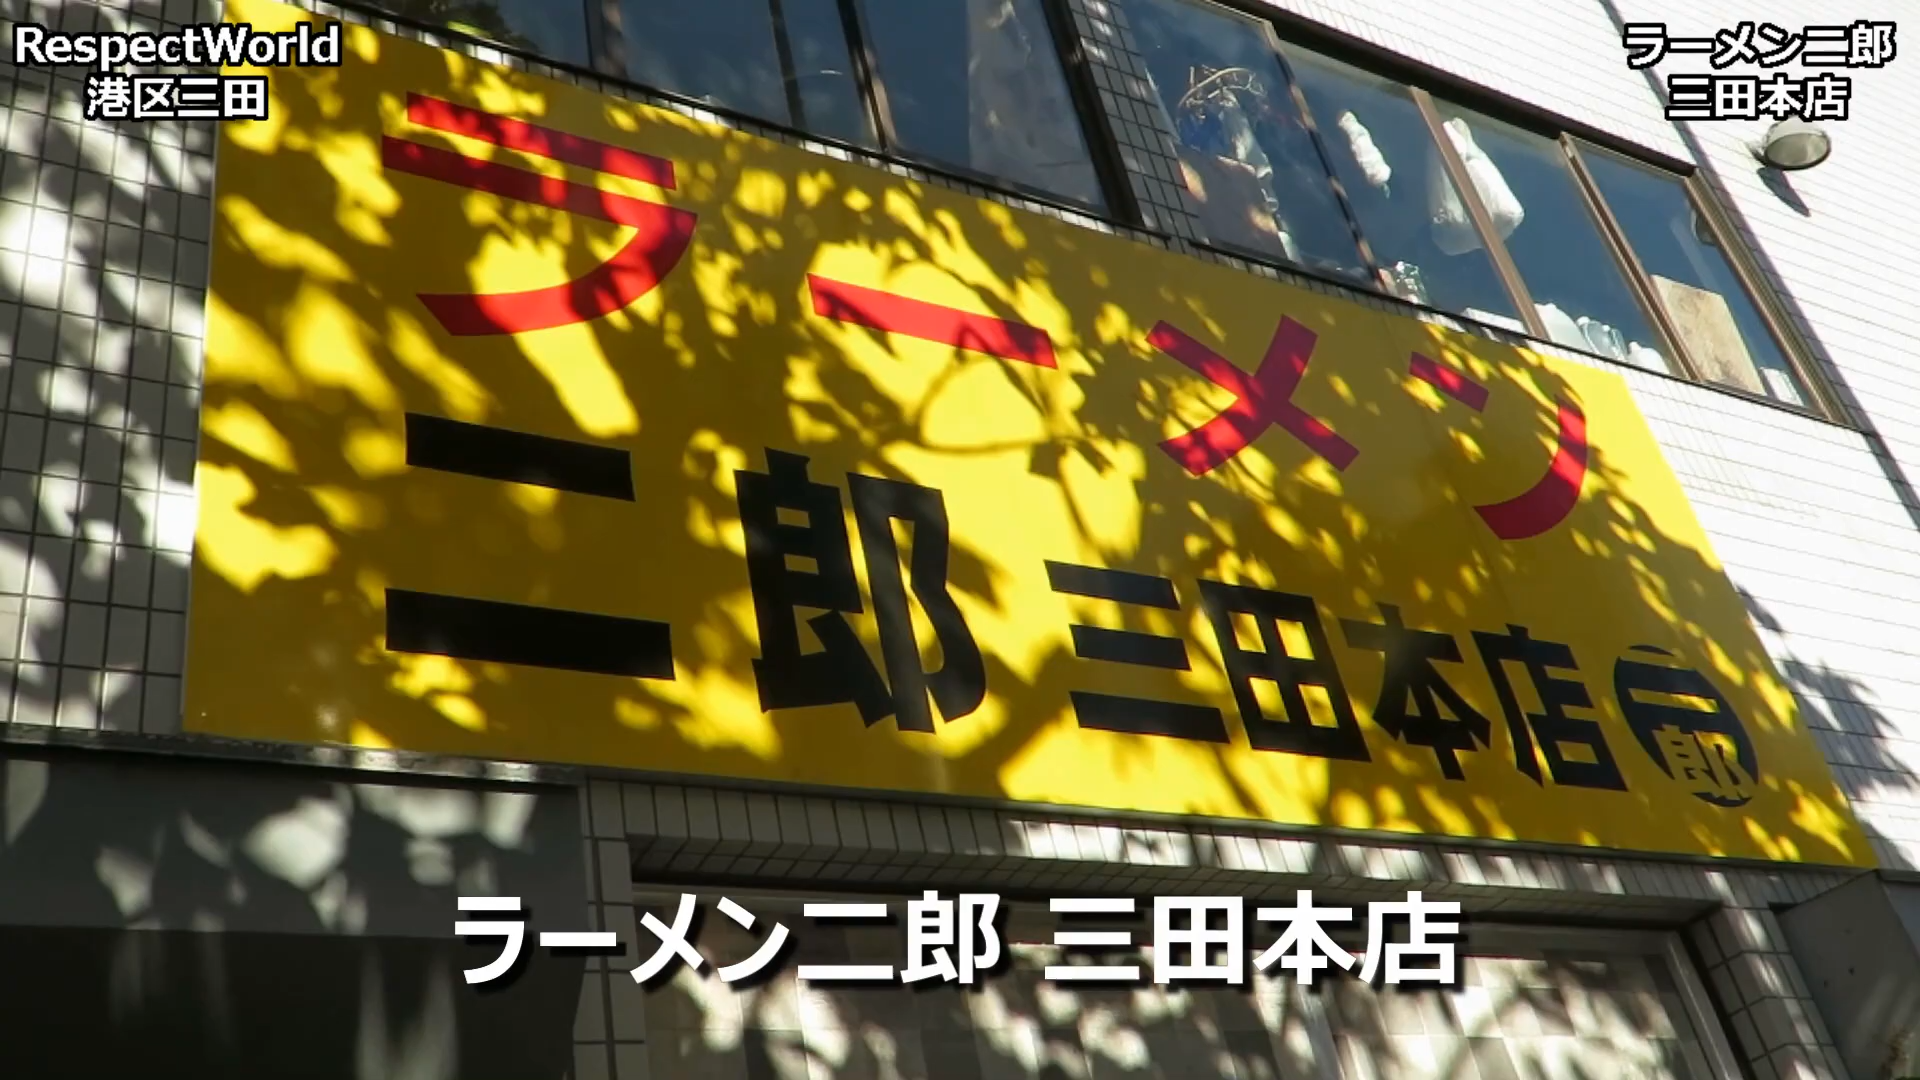 RespectWorld
港区三田
ラーメン二郎
三田本店
ラーメン
二郎 三田本店 二郎
ラーメン二郎 三田本店